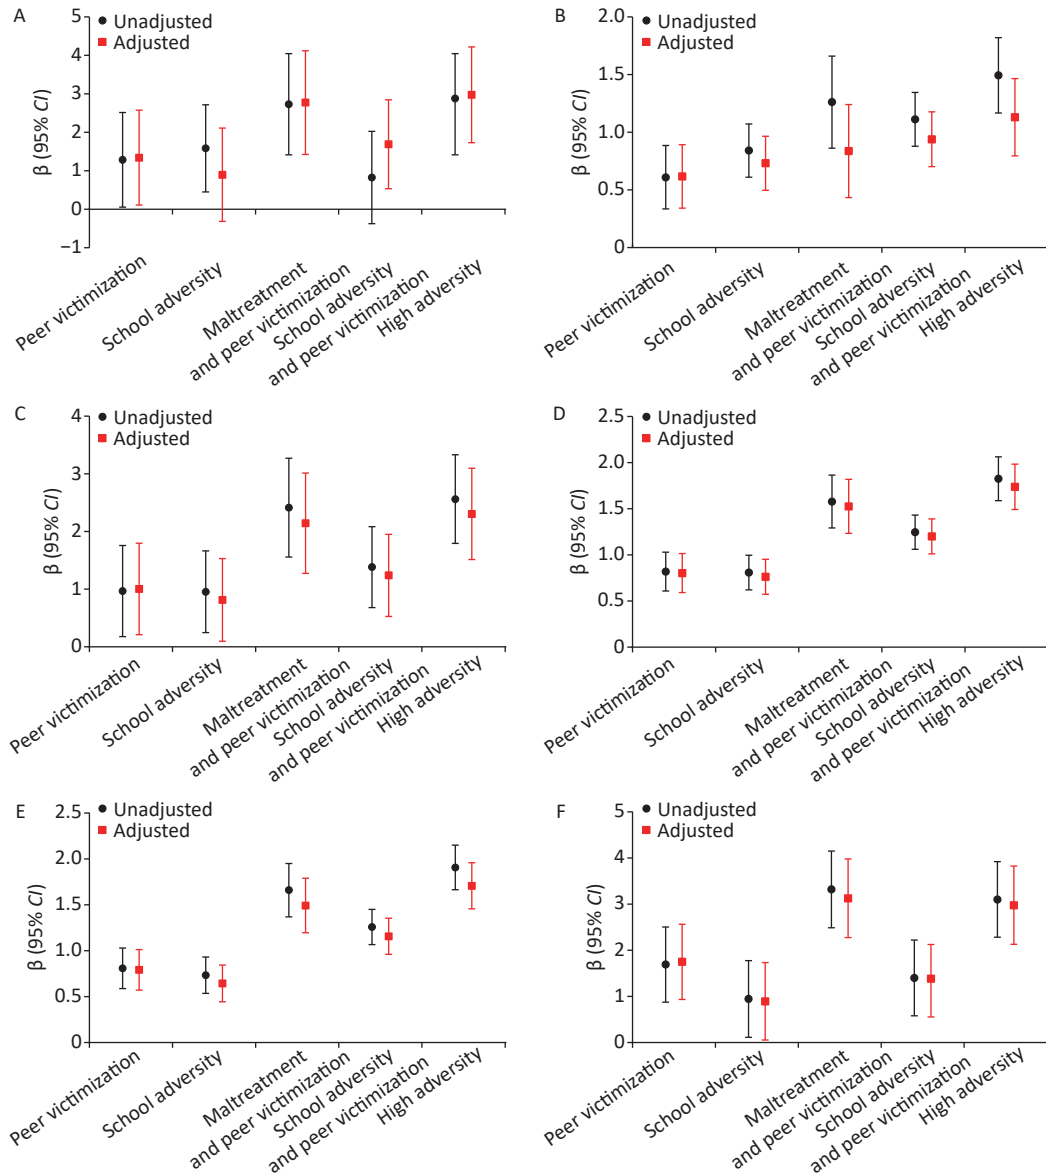 A
Unadjusted
Adjusted
β (95% CI)
5
4
3
2
1
0
−1
Peer victimization
School adversity
Maltreatment
and peer victimization
School adversity
and peer victimization
High adversity
B
Unadjusted
Adjusted
β (95% CI)
2.0
1.5
1.0
0.5
0
Peer victimization
School adversity
Maltreatment
and peer victimization
School adversity
and peer victimization
High adversity
C
Unadjusted
Adjusted
β (95% CI)
4
3
2
1
0
Peer victimization
School adversity
Maltreatment
and peer victimization
School adversity
and peer victimization
High adversity
D
Unadjusted
Adjusted
β (95% CI)
2.5
2.0
1.5
1.0
0.5
0
Peer victimization
School adversity
Maltreatment
and peer victimization
School adversity
and peer victimization
High adversity
E
Unadjusted
Adjusted
β (95% CI)
2.5
2.0
1.5
1.0
0.5
0
Peer victimization
School adversity
Maltreatment
and peer victimization
School adversity
and peer victimization
High adversity
F
Unadjusted
Adjusted
β (95% CI)
5
4
3
2
1
0
Peer victimization
School adversity
Maltreatment
and peer victimization
School adversity
and peer victimization
High adversity